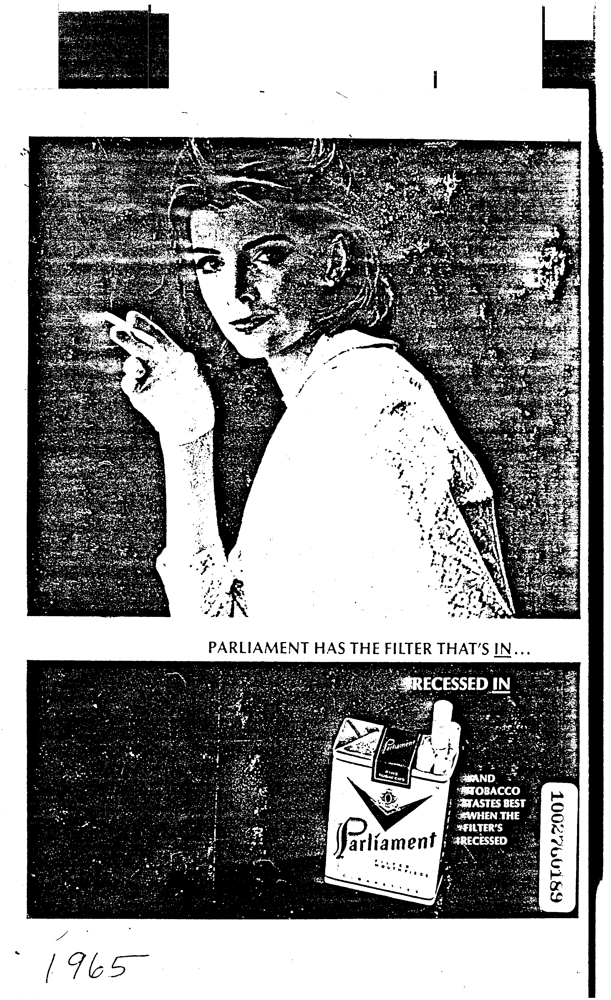 PARLIAMENT HAS THE FILTER THAT'S IN...
RECESSED IN
Parliament
AND
TOBACCO
TASTES BEST
WHEN THE
FILTER'S
RECESSED
Parliament
1002760189
1965